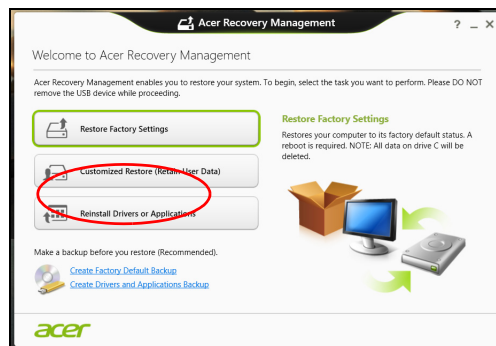 Acer Recovery Management
Welcome to Acer Recovery Management
Acer Recovery Management enables you to restore your system. To begin, select the task you want to perform. Please DO NOT
remove the USB device while proceeding.
Restore Factory Settings
Customized Restore (Retain User Data)
Reinstall Drivers or Applications
Restore Factory Settings
Restores your computer to its factory default status. A
reboot is required. NOTE: All data on drive C will be
deleted.
Make a backup before you restore (Recommended).
Create Factory Default Backup
Create Drivers and Applications Backup
acer